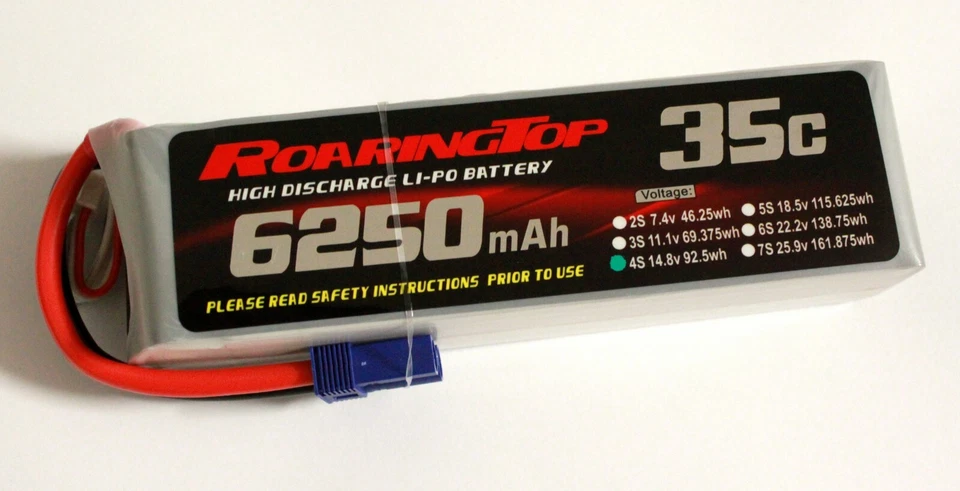 ROARINGTOP
HIGH DISCHARGE LI-PO BATTERY
35C
6250mAh
PLEASE READ SAFETY INSTRUCTIONS PRIOR TO USE
Voltage:
2S 7.4v 46.25wh
3S 11.1v 69.375wh
4S 14.8v 92.5wh
5S 18.5v 115.625wh
6S 22.2v 138.75wh
7S 25.9v 161.875wh